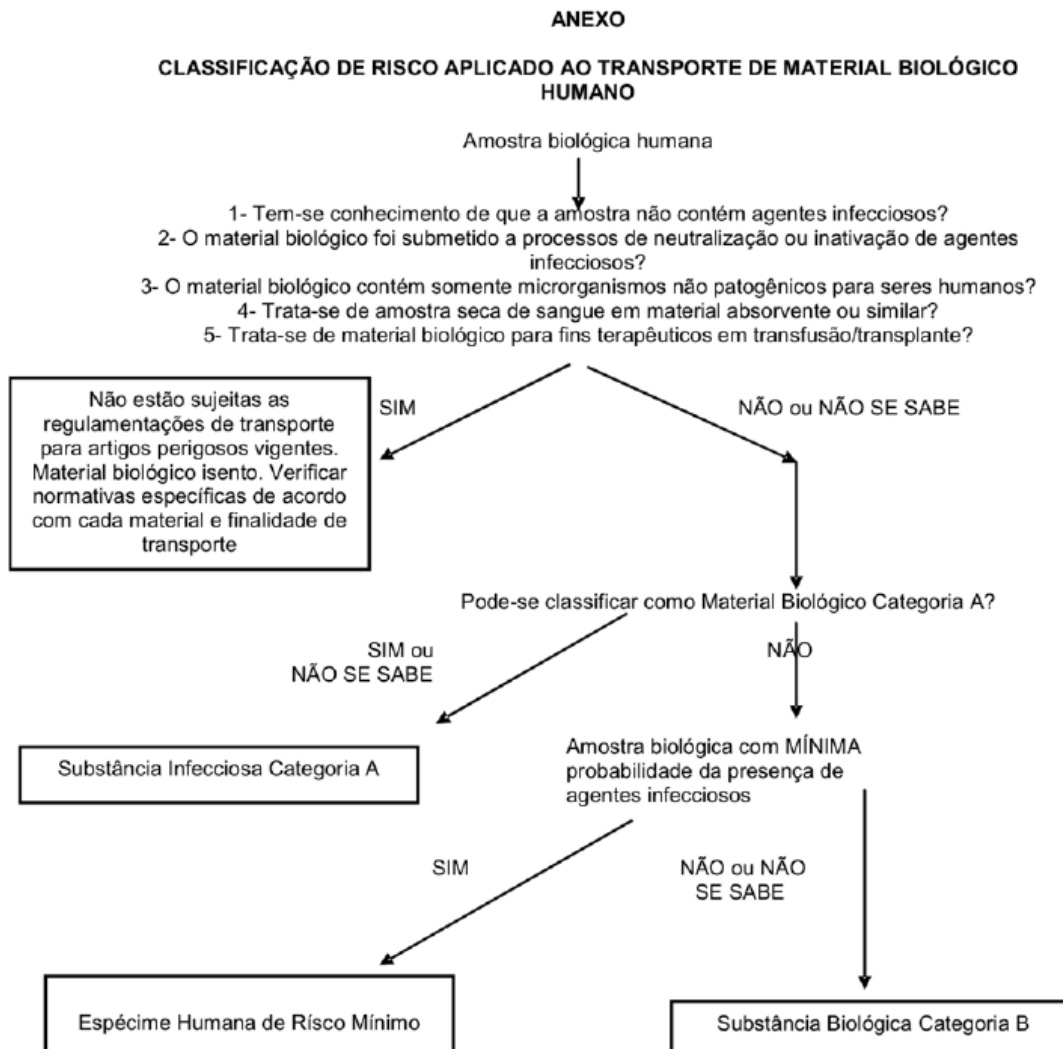 ANEXO
CLASSIFICAÇÃO DE RISCO APLICADO AO TRANSPORTE DE MATERIAL BIOLÓGICO
HUMANO
Amostra biológica humana
1- Tem-se conhecimento de que a amostra não contém agentes infecciosos?
2- O material biológico foi submetido a processos de neutralização ou inativação de agentes
infecciosos?
3- O material biológico contém somente microrganismos não patogênicos para seres humanos?
4- Trata-se de amostra seca de sangue em material absorvente ou similar?
5- Trata-se de material biológico para fins terapêuticos em transfusão/transplante?
Não estão sujeitas as
regulamentações de transporte
para artigos perigosos vigentes.
Material biológico isento. Verificar
normativas específicas de acordo
com cada material e finalidade de
transporte
SIM
NÃO ou NÃO SE SABE
Pode-se classificar como Material Biológico Categoria A?
SIM ou
NÃO SE SABE
NÃO
Substância Infecciosa Categoria A
Amostra biológica com MÍNIMA
probabilidade da presença de
agentes infecciosos
SIM
NÃO ou NÃO
SE SABE
Espécime Humana de Rísco Mínimo
Substância Biológica Categoria B